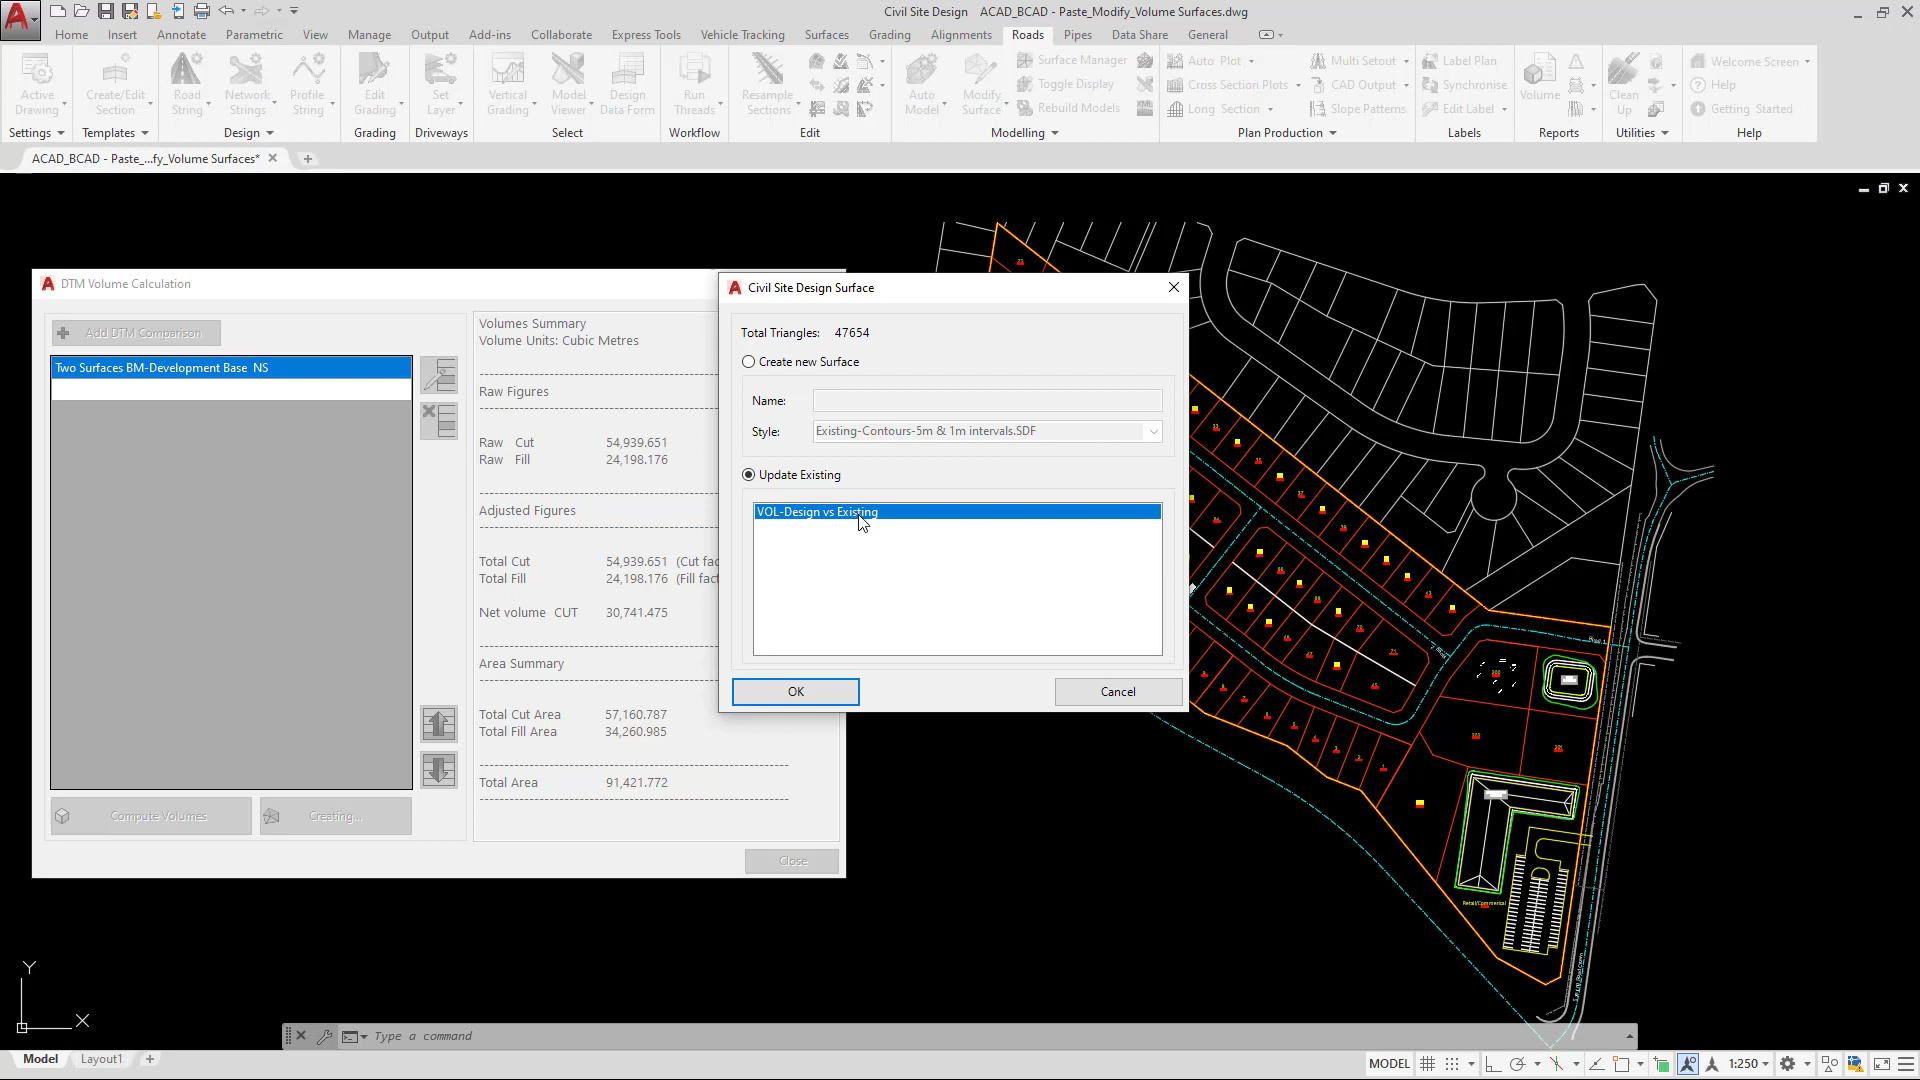 Civil Site Design ACAD_BCAD - Paste_Modify_Volume Surfaces.dwg
Home Insert Annotate Parametric View Manage Output Add-ins Collaborate Express Tools Vehicle Tracking Surfaces Grading Alignments Roads Pipes Data Share General
Active Drawing
Create/Edit Section
Road String
Network Strings
Profile String
Edit Grading
Set Layer
Vertical Grading
Model Viewer
Design Data Form
Run Threads
Resample Sections
Auto Model
Modify Surface
Surface Manager
Toggle Display
Rebuild Models
Auto Plot
Cross Section Plots
Long Section
Multi Setout
CAD Output
Slope Patterns
Label Plan
Synchronise
Edit Label
Volume
Clean Up
Welcome Screen
Help
Getting Started
Settings Templates Design Grading Driveways Select Workflow Edit Modelling Plan Production Labels Reports Utilities Help
ACAD_BCAD - Paste_...fy_Volume Surfaces*
DTM Volume Calculation
Add DTM Comparison
Two Surfaces BM-Development Base NS
Compute Volumes
Creating...
Volumes Summary
Volume Units: Cubic Metres
Raw Figures
Raw Cut 54,939.651
Raw Fill 24,198.176
Adjusted Figures
Total Cut 54,939.651 (Cut fac
Total Fill 24,198.176 (Fill fact
Net volume CUT 30,741.475
Area Summary
Total Cut Area 57,160.787
Total Fill Area 34,260.985
Total Area 91,421.772
Close
Civil Site Design Surface
Total Triangles: 47654
Create new Surface
Name:
Style: Existing-Contours-5m & 1m intervals.SDF
Update Existing
VOL-Design vs Existing
OK
Cancel
Retail/Commerical
Y
X
Type a command
Model Layout1
MODEL 1:250